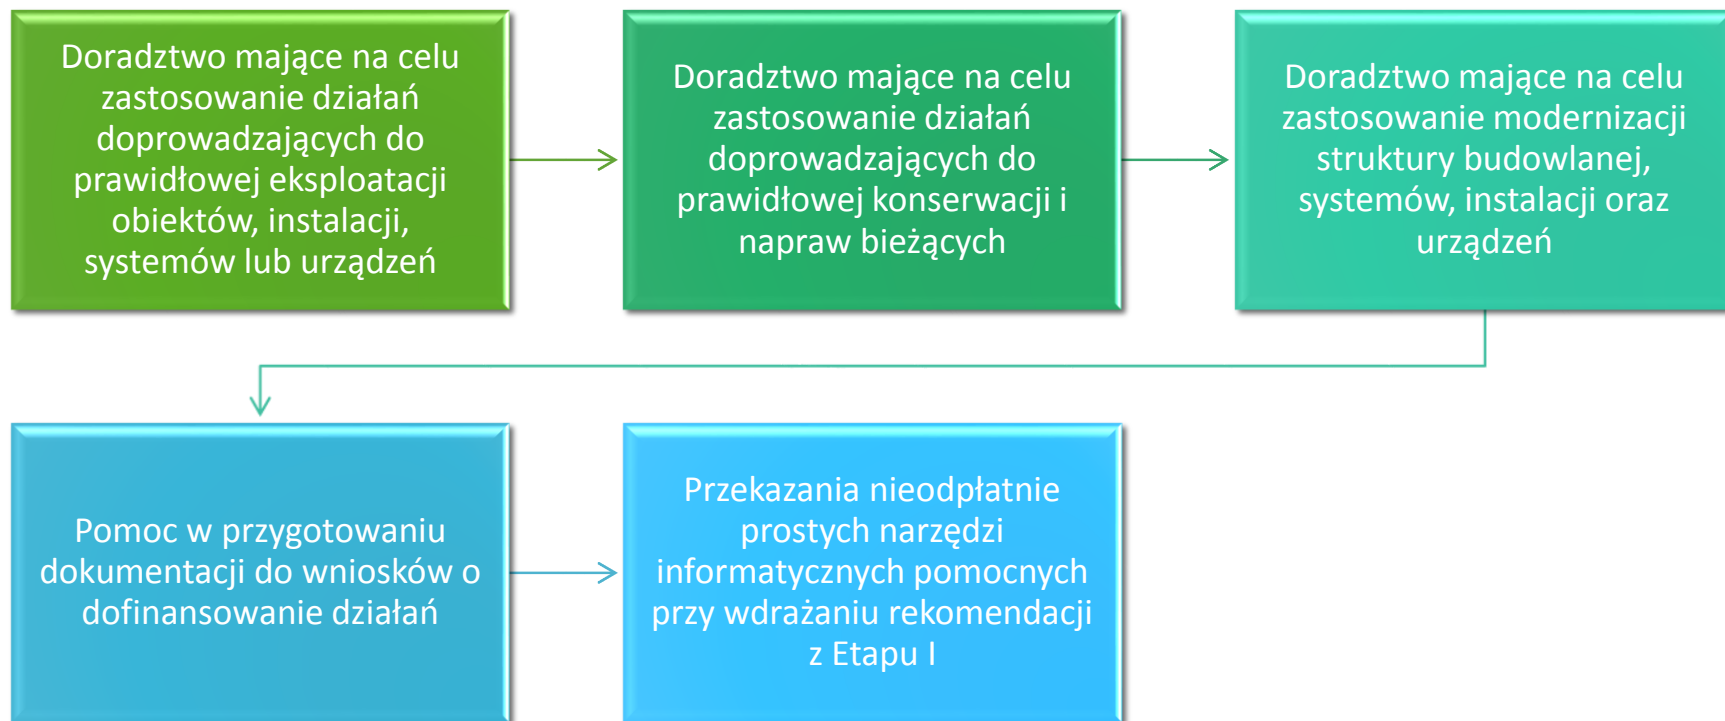 Doradztwo mające na celu
zastosowanie działań
doprowadzających do
prawidłowej eksploatacji
obiektów, instalacji,
systemów lub urządzeń
Doradztwo mające na celu
zastosowanie działań
doprowadzających do
prawidłowej konserwacji i
napraw bieżących
Doradztwo mające na celu
zastosowanie modernizacji
struktury budowlanej,
systemów, instalacji oraz
urządzeń
Pomoc w przygotowaniu
dokumentacji do wniosków o
dofinansowanie działań
Przekazania nieodpłatnie
prostych narzędzi
informatycznych pomocnych
przy wdrażaniu rekomendacji
z Etapu I